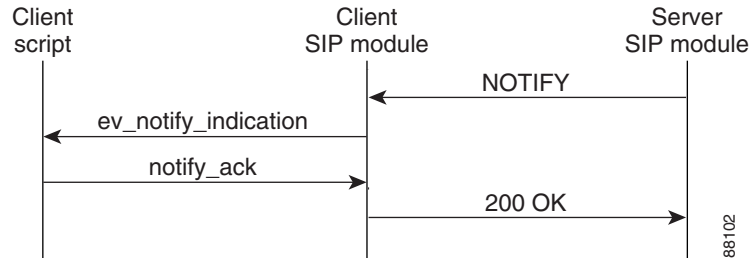 Client
script
Client
SIP module
Server
SIP module
NOTIFY
ev_notify_indication
notify_ack
200 OK
88102